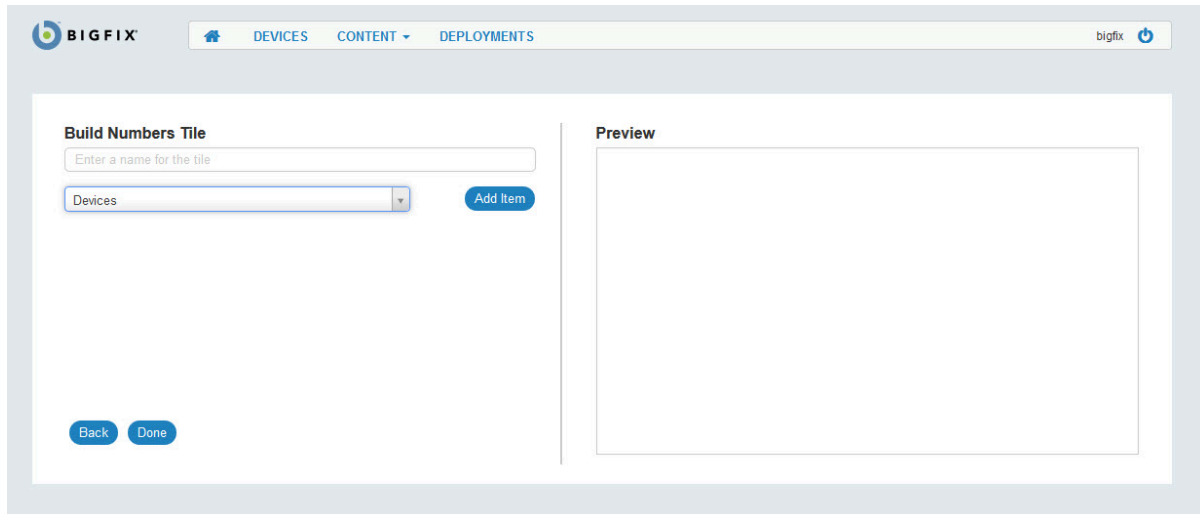 BIGFIX DEVICES CONTENT DEPLOYMENTS bigfix
Build Numbers Tile
Enter a name for the tile
Devices Add Item
Back Done
Preview